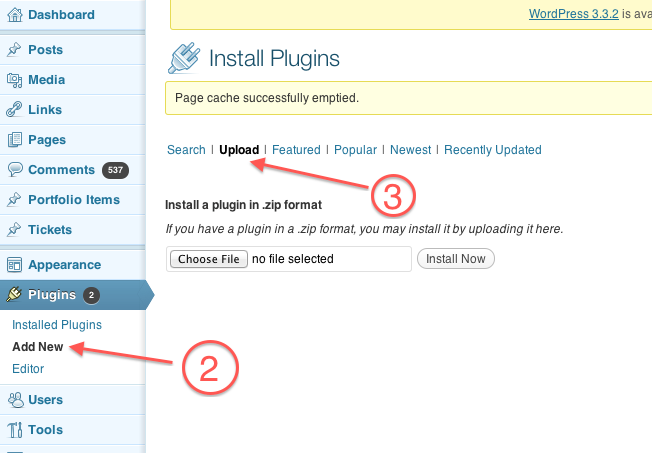 Dashboard
WordPress 3.3.2 is ava
Posts
Media
Links
Pages
Comments 537
Portfolio Items
Tickets
Appearance
Plugins 2
Installed Plugins
Add New
Editor
Users
Tools
Install Plugins
Page cache successfully emptied.
Search | Upload | Featured | Popular | Newest | Recently Updated
3
Install a plugin in .zip format
If you have a plugin in a .zip format, you may install it by uploading it here.
Choose File no file selected Install Now
2